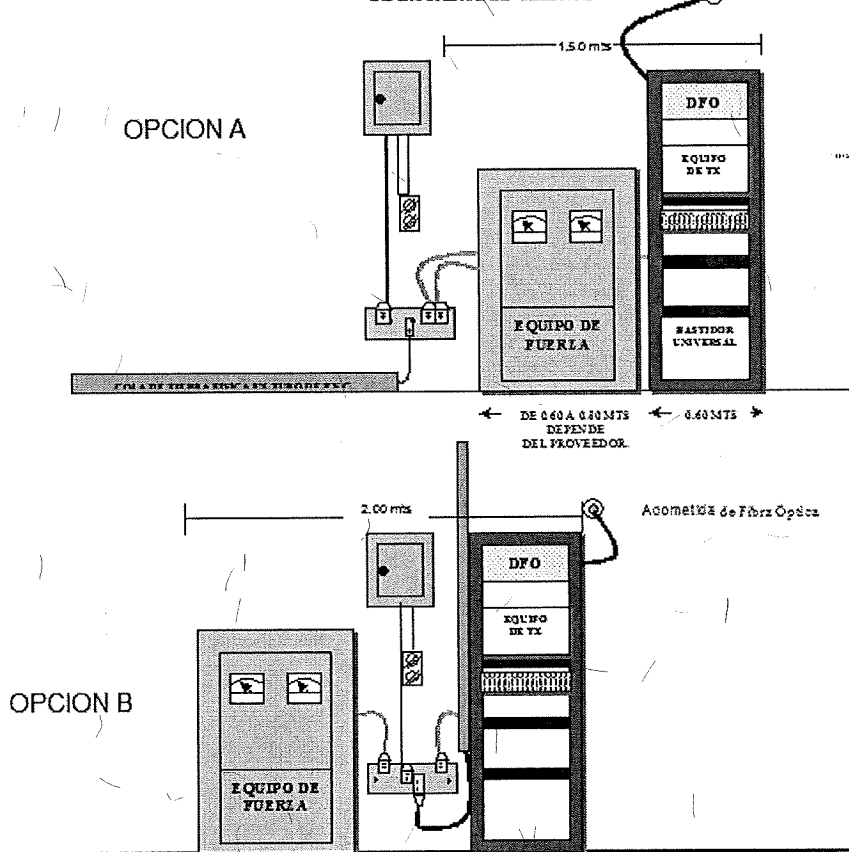 1.50 mts
OPCION A
DFO
EQUIPO
DE TX
EQUIPO DE
FUERZA
BASTIDOR
UNIVERSAL
DE 0.60 A 0.80 MTS
DEPENDE
DEL PROVEEDOR.
0.60 MTS
2.00 mts
Acometida de Fibra Óptica
DFO
EQUIPO
DE TX
OPCION B
EQUIPO DE
FUERZA